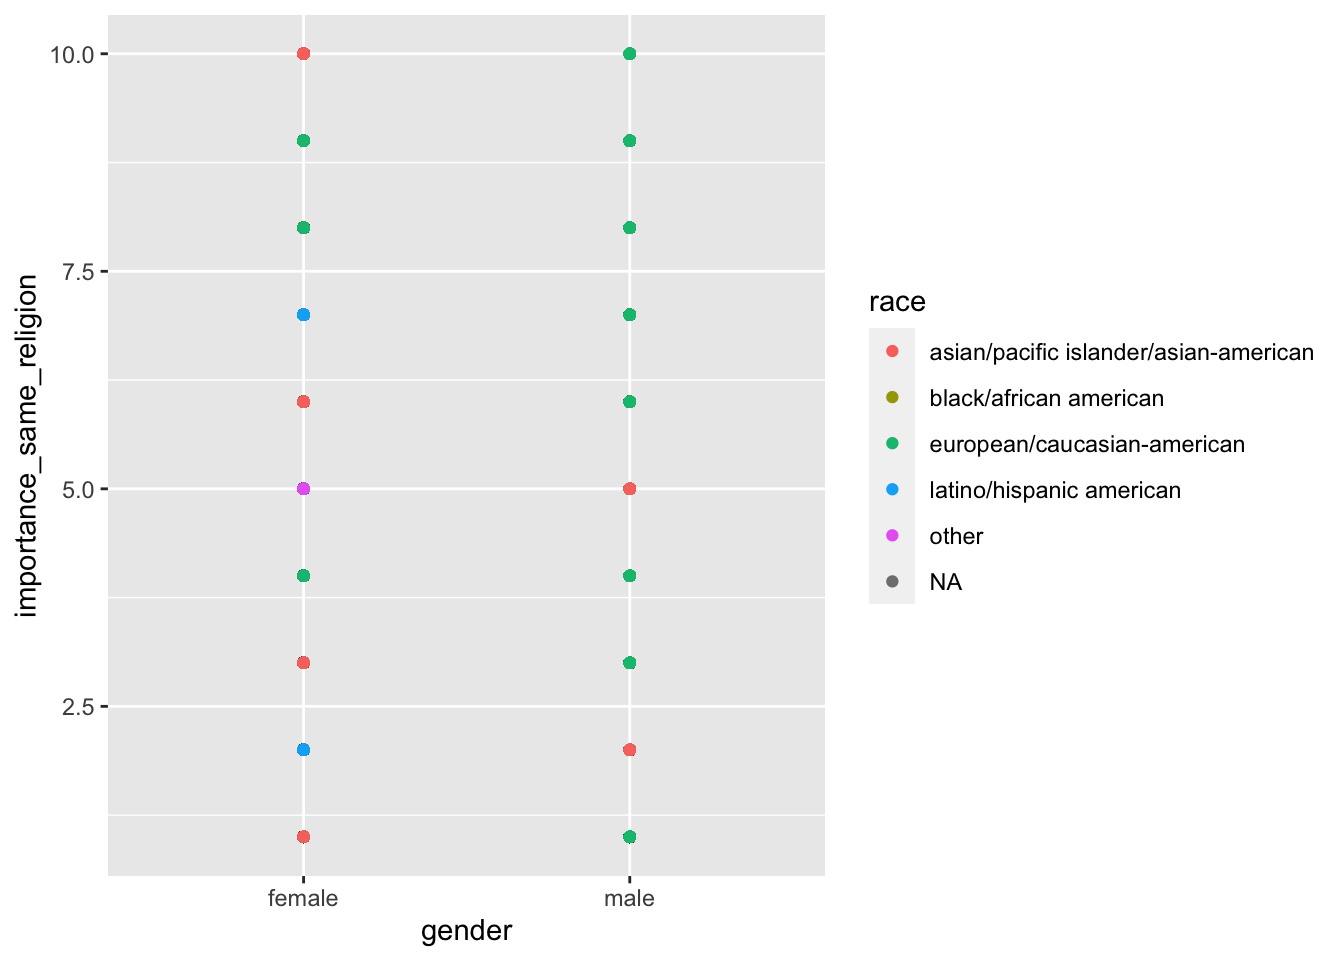 10.0
7.5
5.0
2.5
importance_same_religion
female
male
gender
race
asian/pacific islander/asian-american
black/african american
european/caucasian-american
latino/hispanic american
other
NA